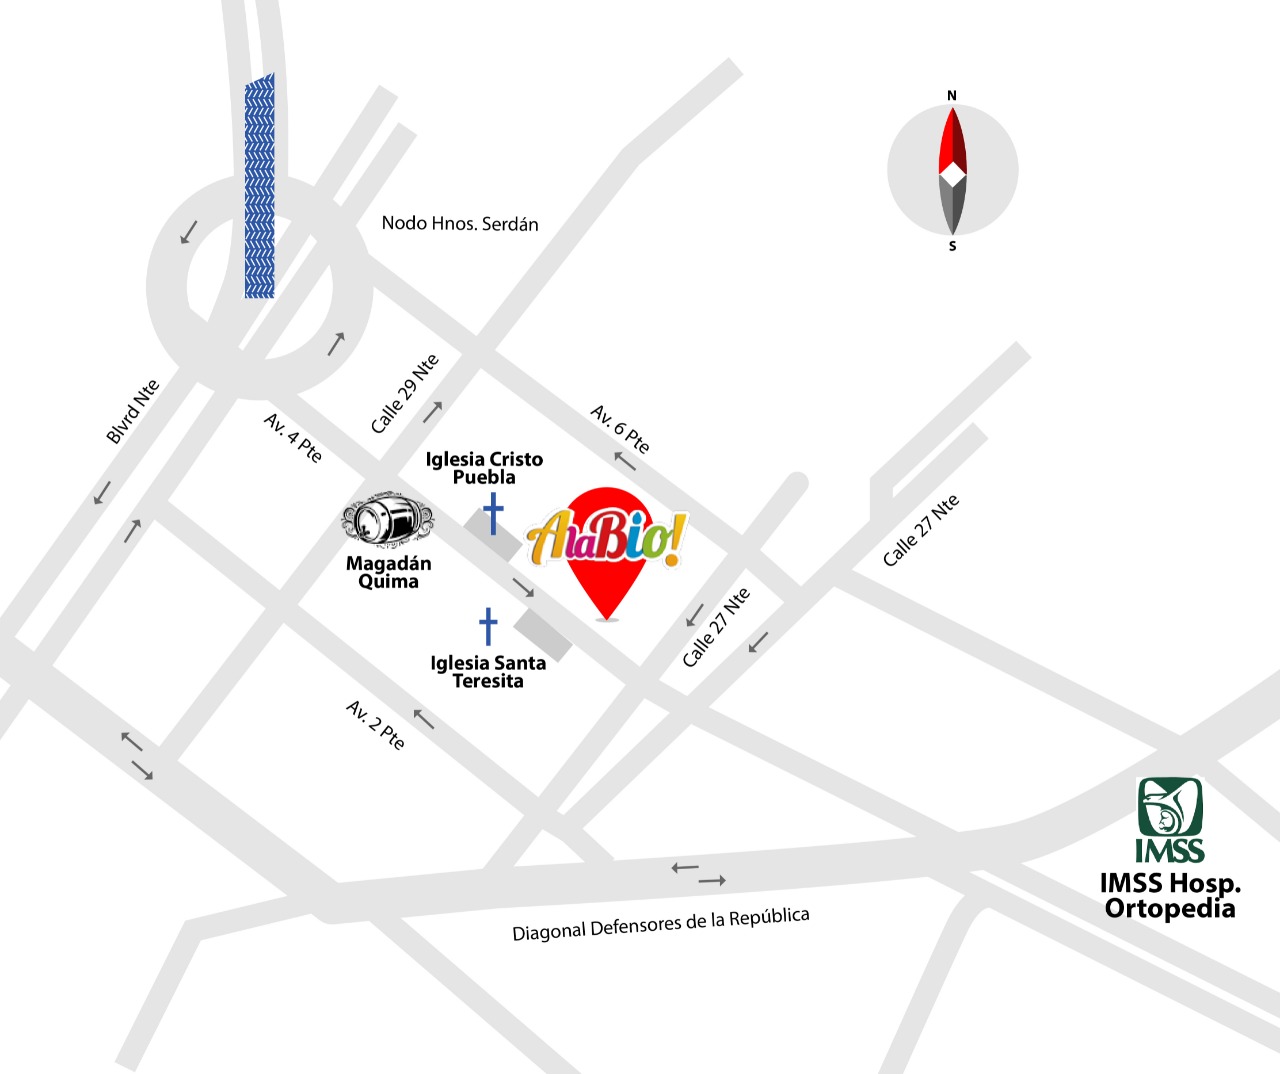 N
S
Nodo Hnos. Serdán
Calle 29 Nte
Blvrd Nte
Av. 4 Pte
Av. 6 Pte
Iglesia Cristo
Puebla
AlaBio!
Calle 27 Nte
Magadán
Quima
Calle 27 Nte
Iglesia Santa
Teresita
Av. 2 Pte
IMSS
IMSS Hosp.
Ortopedia
Diagonal Defensores de la República